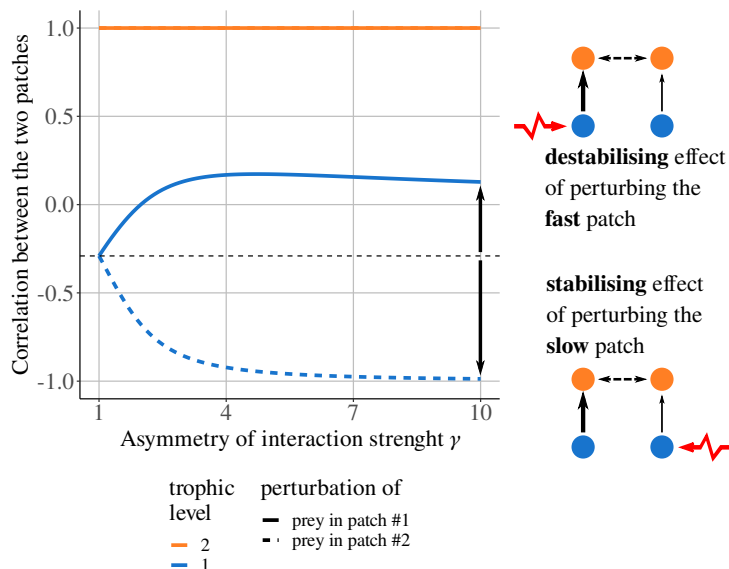 Correlation between the two patches
1.0
0.5
0.0
-0.5
-1.0
1
4
7
10
Asymmetry of interaction strenght γ
destabilising effect
of perturbing the
fast patch
stabilising effect
of perturbing the
slow patch
trophic
level
2
1
perturbation of
prey in patch #1
prey in patch #2